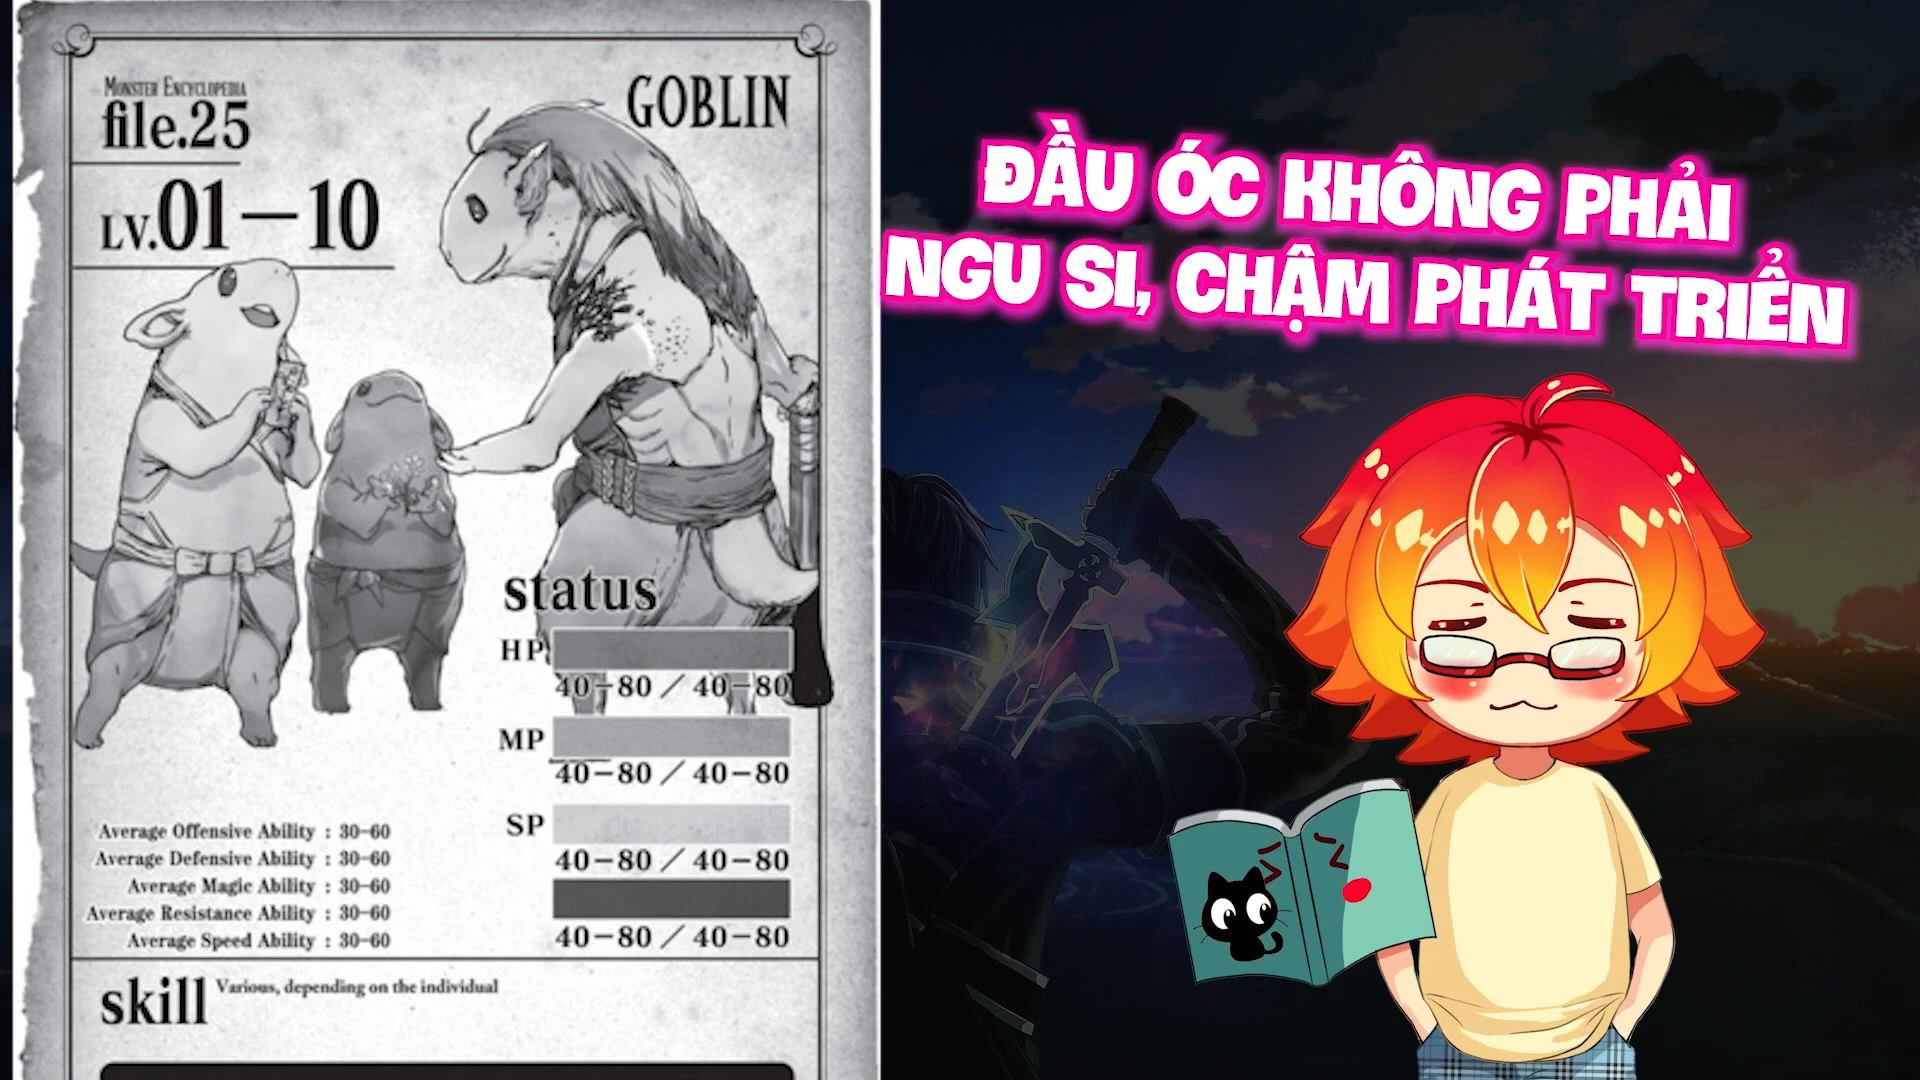 MONSTER ENCYCLOPEDIA
file.25
GOBLIN
LV.01-10
status
HP
40-80 / 40-80
MP
40-80 / 40-80
SP
40-80 / 40-80
40-80 / 40-80
Average Offensive Ability : 30-60
Average Defensive Ability : 30-60
Average Magic Ability : 30-60
Average Resistance Ability : 30-60
Average Speed Ability : 30-60
skill Various, depending on the individual
ĐẦU ÓC KHÔNG PHẢI
NGU SI, CHẬM PHÁT TRIỂN